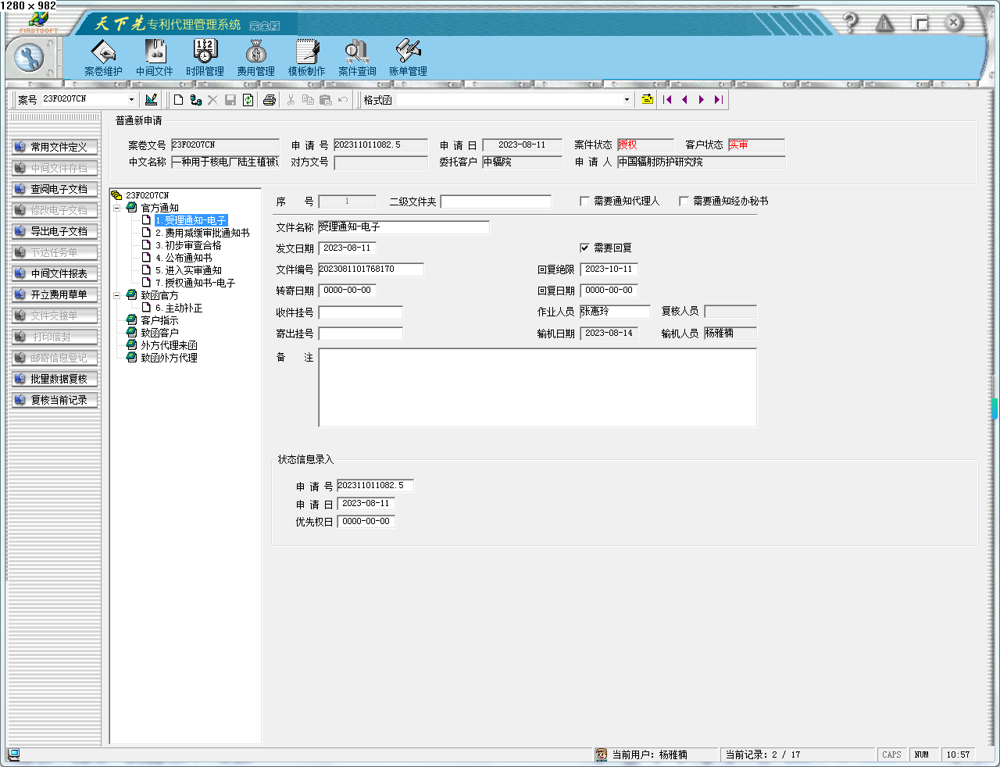 1280 × 982
FIRSTSOFT
天下先专利代理管理系统 完全版
案卷维护 中间文件 时限管理 费用管理 模板制作 案件查询 账单管理
案号 23F0207CN 格式函
普通新申请
案卷文号 23F0207CN 申请号 202311011082.5 申请日 2023-08-11 案件状态 授权 客户状态 实审
中文名称 一种用于核电厂陆生植被 对方文号 委托客户 中辐院 申请人 中国辐射防护研究院
常用文件定义
中间文件存档
查阅电子文档
修改电子文档
导出电子文档
下达任务单
中间文件报表
开立费用草单
文件交接单
打印信封
邮寄信息登记
批量数据复核
复核当前记录
23F0207CN
官方通知
1. 受理通知-电子
2. 费用减缓审批通知书
3. 初步审查合格
4. 公布通知书
5. 进入实审通知
7. 授权通知书-电子
致函官方
6. 主动补正
客户指示
致函客户
外方代理来函
致函外方代理
序号 1 二级文件夹 需要通知代理人 需要通知经办秘书
文件名称 受理通知-电子
发文日期 2023-08-11 需要回复
文件编号 2023081101768170 回复绝限 2023-10-11
转寄日期 0000-00-00 回复日期 0000-00-00
收件挂号 作业人员 张惠玲 复核人员
寄出挂号 输机日期 2023-08-14 输机人员 杨雅楠
备注
状态信息录入
申请号 202311011082.5
申请日 2023-08-11
优先权日 0000-00-00
当前用户: 杨雅楠 当前记录: 2 / 17 CAPS NUM 10:57